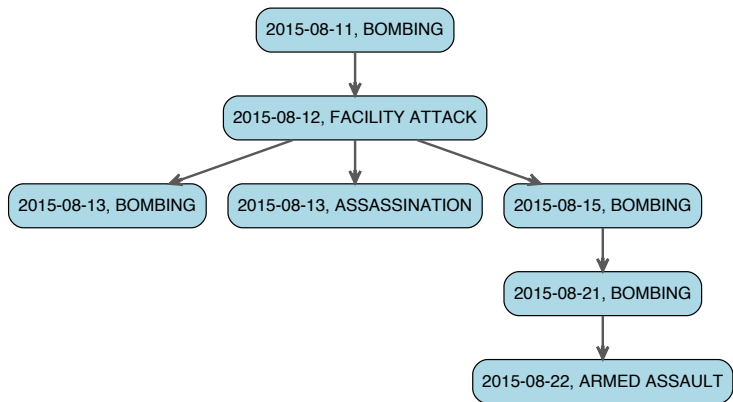 2015-08-11, BOMBING
2015-08-12, FACILITY ATTACK
2015-08-13, BOMBING
2015-08-13, ASSASSINATION
2015-08-15, BOMBING
2015-08-21, BOMBING
2015-08-22, ARMED ASSAULT